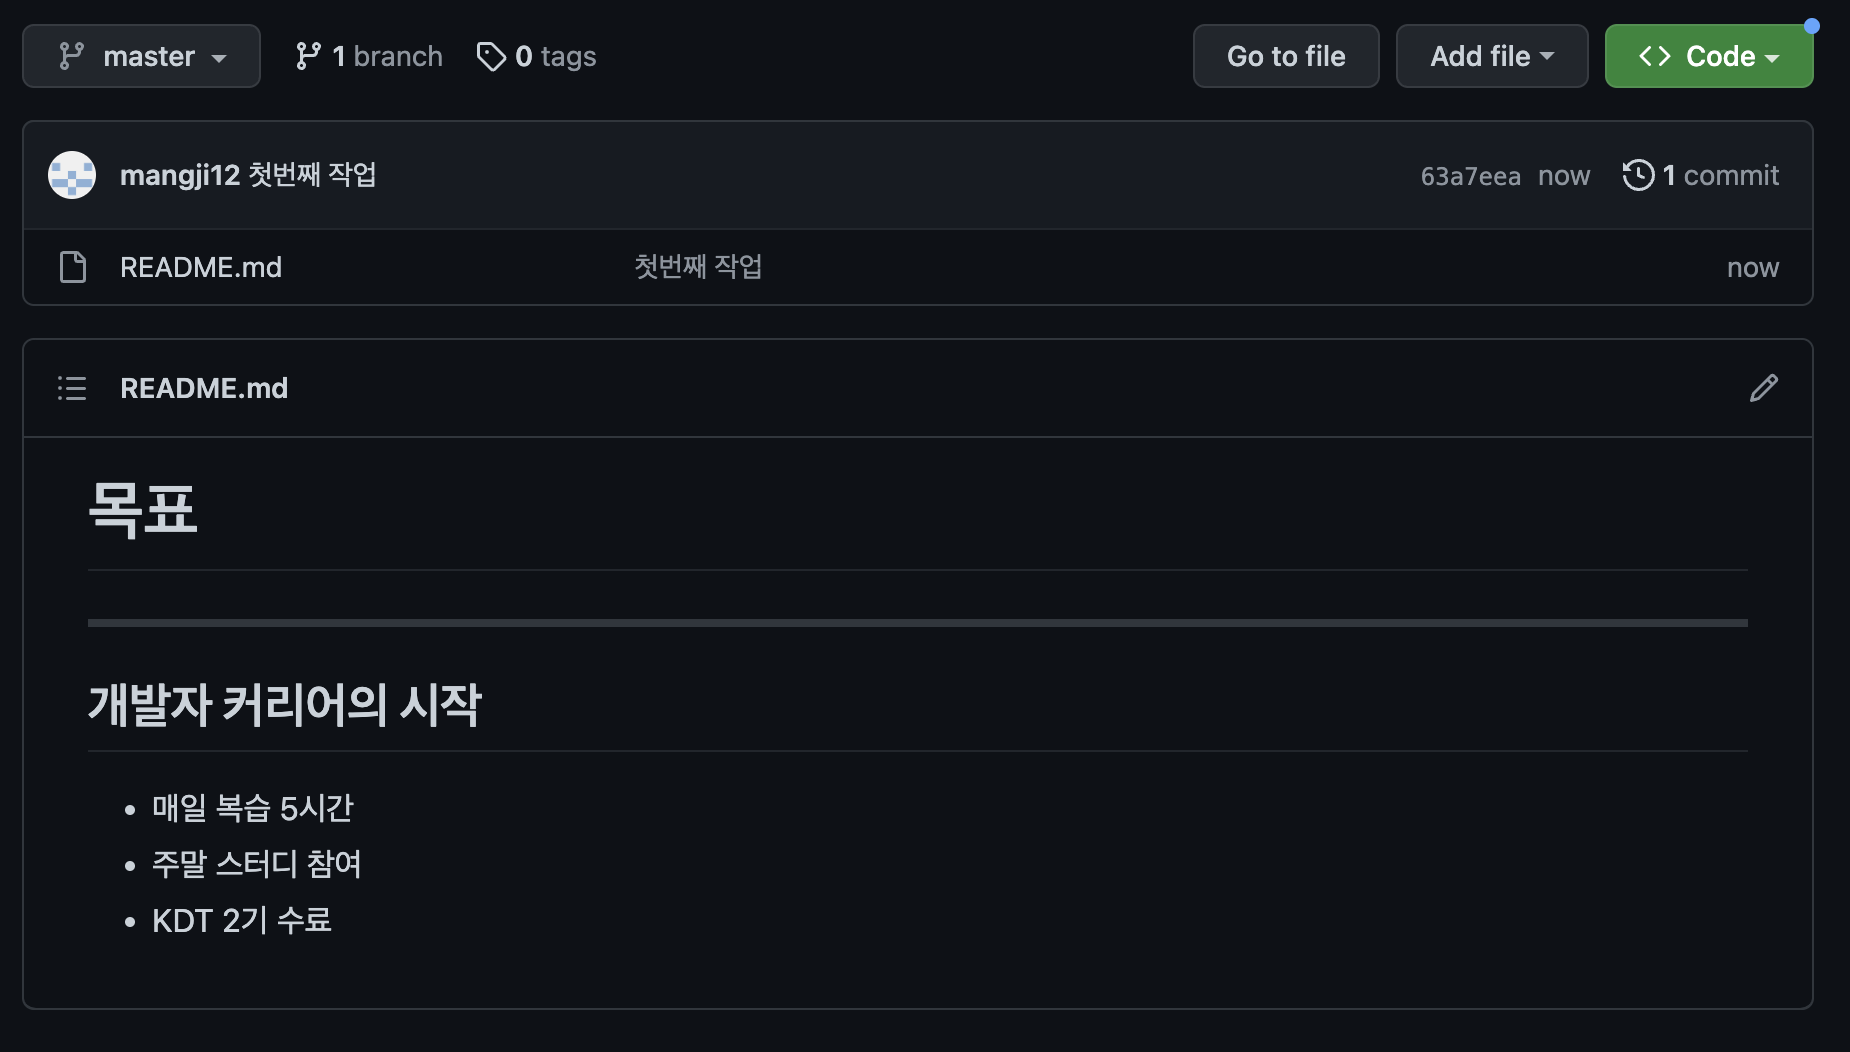 master 1 branch 0 tags Go to file Add file Code
mangji12 첫번째 작업 63a7eea now 1 commit
README.md 첫번째 작업 now
README.md
목표
개발자 커리어의 시작
매일 복습 5시간
주말 스터디 참여
KDT 2기 수료